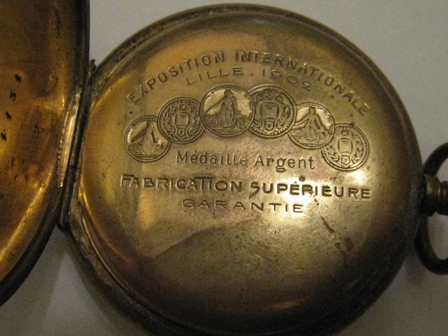 EXPOSITION INTERNATIONALE
LILLE 1902
Médaille Argent
FABRICATION SUPÉRIEURE
GARANTIE